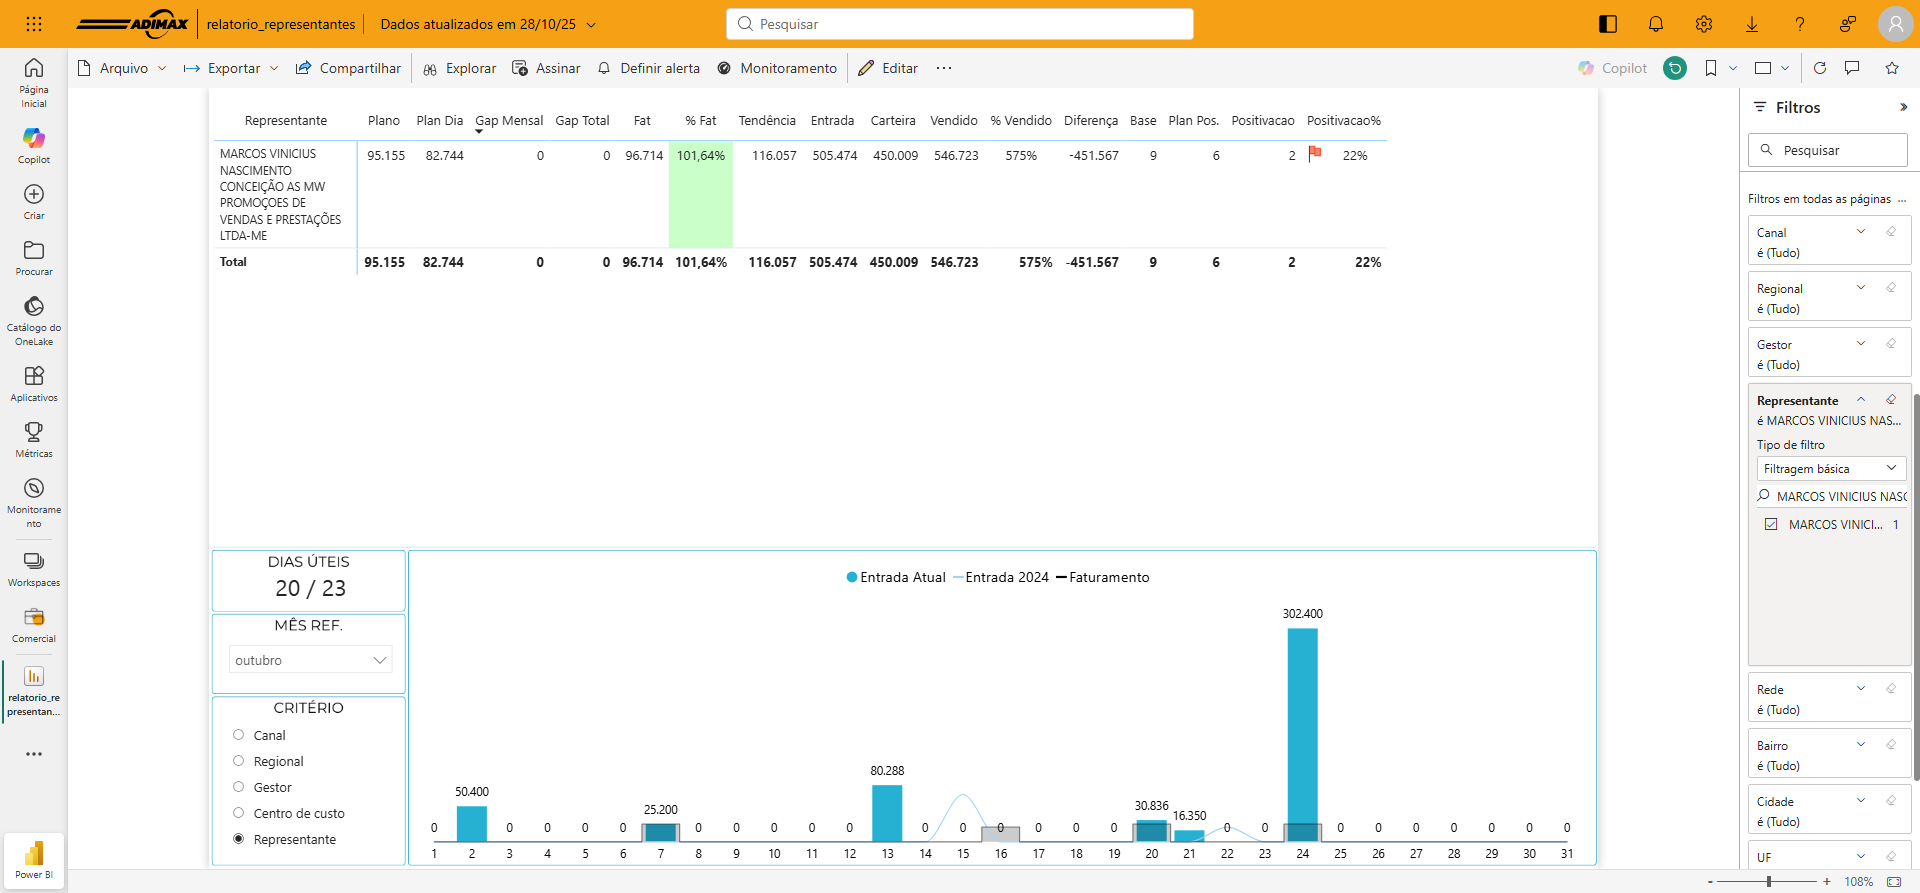 ADIMAX
relatorio_representantes
Dados atualizados em 28/10/25
Pesquisar
Arquivo
Exportar
Compartilhar
Explorar
Assinar
Definir alerta
Monitoramento
Editar
Copilot
Página Inicial
Copilot
Criar
Procurar
Catálogo do OneLake
Aplicativos
Métricas
Monitoramento
Workspaces
Comercial
relatorio_representan...
Power BI
Representante Plano Plan Dia Gap Mensal Gap Total Fat % Fat Tendência Entrada Carteira Vendido % Vendido Diferença Base Plan Pos. Positivacao Positivacao%
MARCOS VINICIUS
NASCIMENTO
CONCEIÇÃO AS MW
PROMOÇOES DE
VENDAS E PRESTAÇÕES
LTDA-ME
95.155 82.744 0 0 96.714 101,64% 116.057 505.474 450.009 546.723 575% -451.567 9 6 2 22%
Total 95.155 82.744 0 0 96.714 101,64% 116.057 505.474 450.009 546.723 575% -451.567 9 6 2 22%
DIAS ÚTEIS
20 / 23
MÊS REF.
outubro
CRITÉRIO
Canal
Regional
Gestor
Centro de custo
Representante
Entrada Atual Entrada 2024 Faturamento
302.400
80.288
50.400
25.200
30.836
16.350
0 0 0 0 0 0 0 0 0 0 0 0 0 0 0 0 0 0 0 0 0 0 0 0 0
1 2 3 4 5 6 7 8 9 10 11 12 13 14 15 16 17 18 19 20 21 22 23 24 25 26 27 28 29 30 31
Filtros
Pesquisar
Filtros em todas as páginas ...
Canal
é (Tudo)
Regional
é (Tudo)
Gestor
é (Tudo)
Representante
é MARCOS VINICIUS NAS...
Tipo de filtro
Filtragem básica
MARCOS VINICIUS NASC
MARCOS VINICI... 1
Rede
é (Tudo)
Bairro
é (Tudo)
Cidade
é (Tudo)
UF
- + 108%